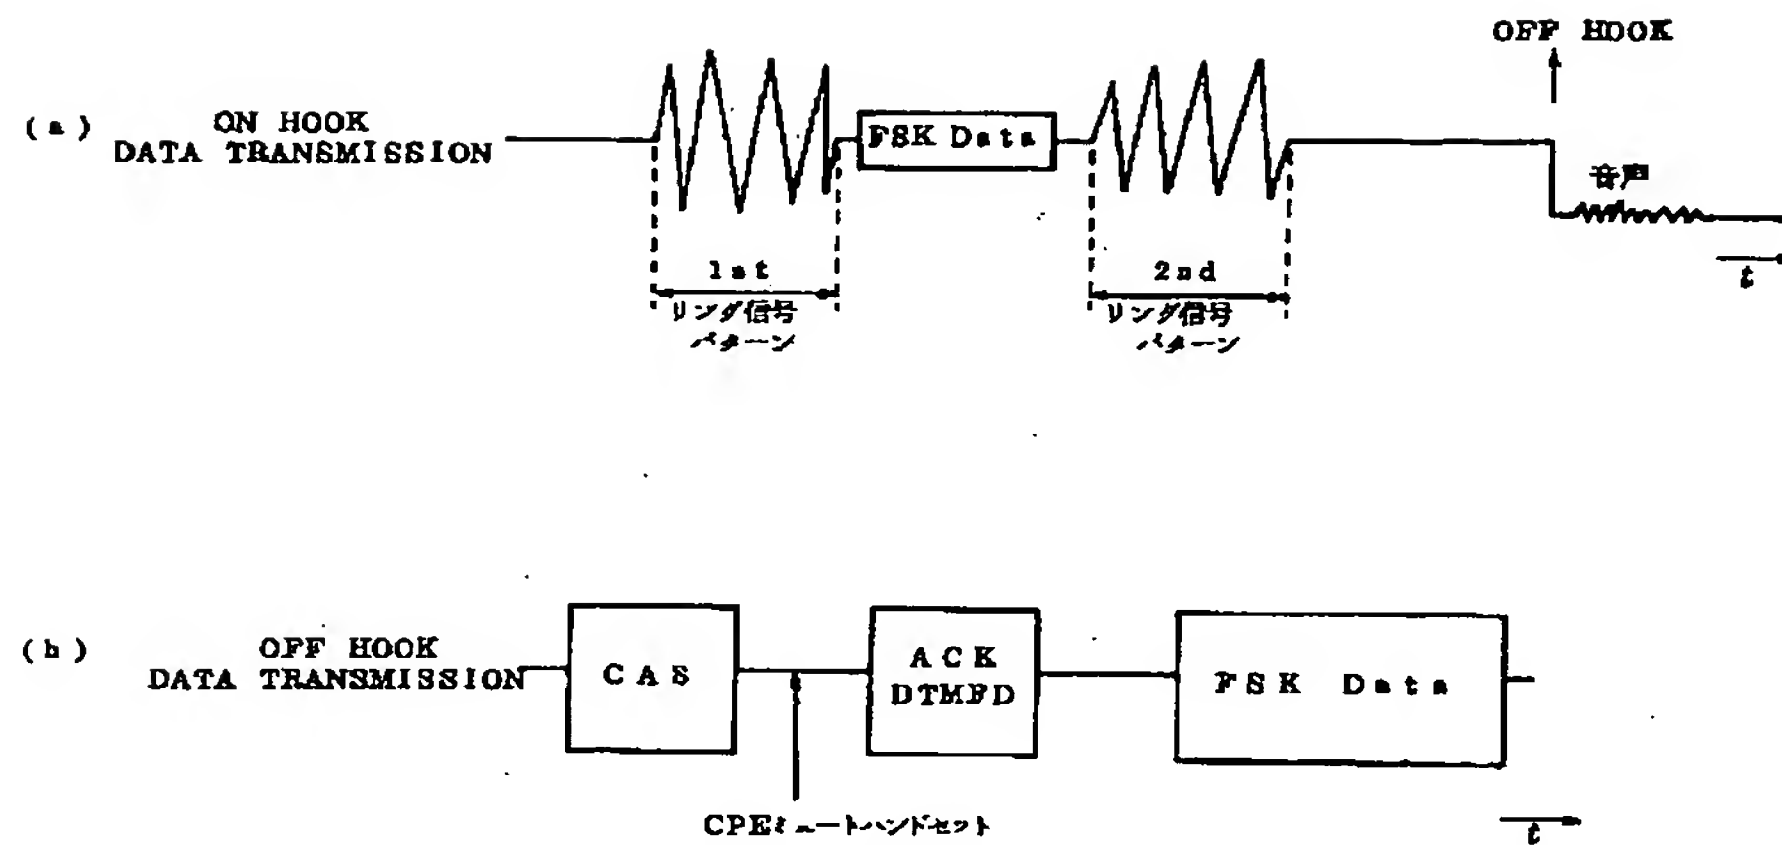 OFF HOOK
(a) ON HOOK
DATA TRANSMISSION
FSK Data
音声
1st
リング信号
パターン
2nd
リング信号
パターン
t
(b) OFF HOOK
DATA TRANSMISSION
CAS
ACK
DTMFD
FSK Data
CPEミュートハンドセット
t